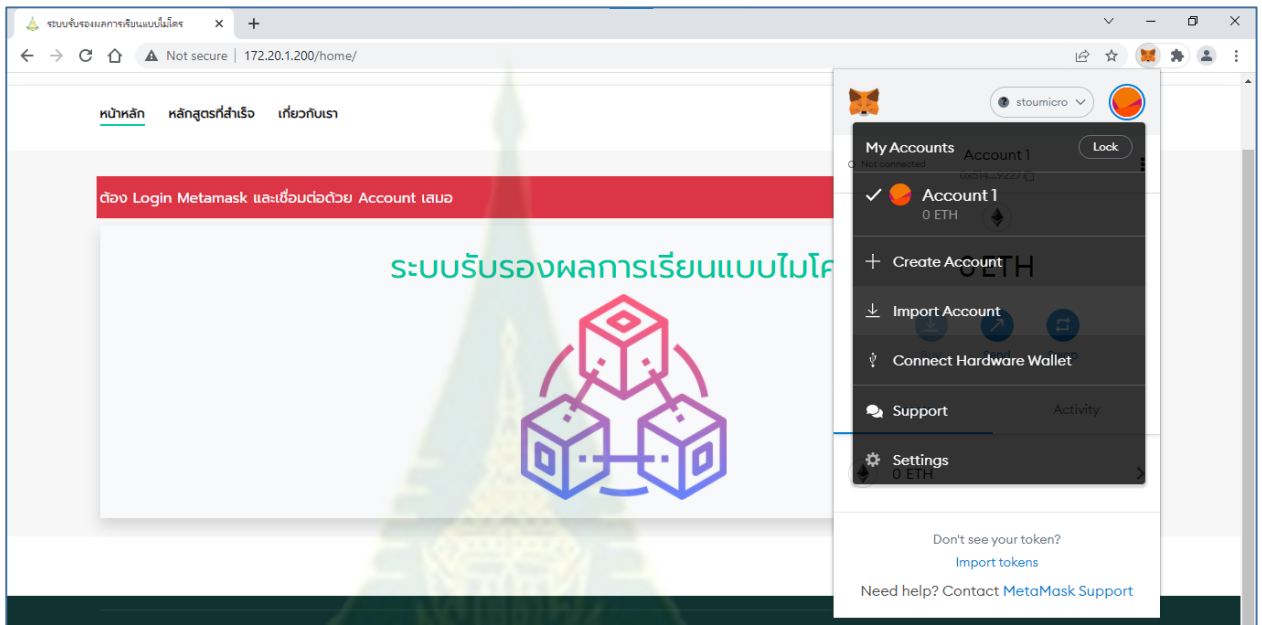 ระบบรับรองผลการเรียนแบบไมโคร
Not secure | 172.20.1.200/home/
หน้าหลัก หลักสูตรที่สำเร็จ เกี่ยวกับเรา
ต้อง Login Metamask และเชื่อมต่อด้วย Account เสมอ
ระบบรับรองผลการเรียนแบบไมโค
stoumicro
My Accounts
Lock
Not connected
Account 1
0xd14...9227
Account 1
0 ETH
Create Account
0 ETH
Import Account
Connect Hardware Wallet
Support
Activity
Settings
0 ETH
Don't see your token?
Import tokens
Need help? Contact MetaMask Support